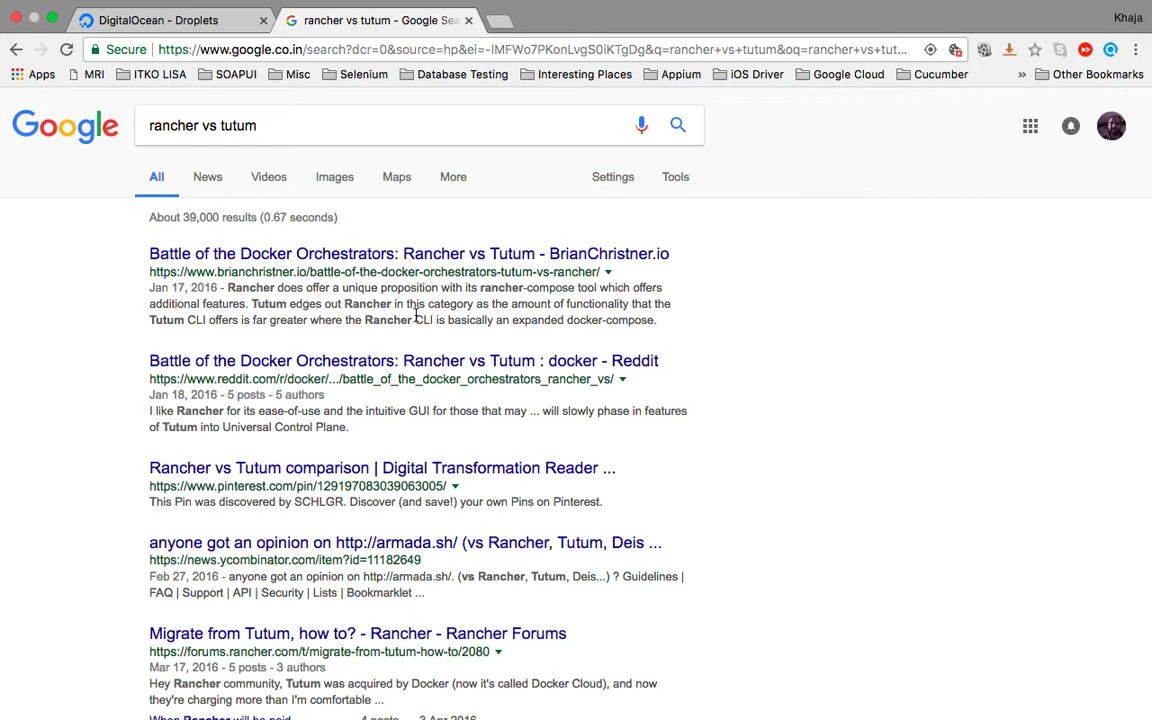 DigitalOcean - Droplets
rancher vs tutum - Google Sea
Khaja
Secure
https://www.google.co.in/search?dcr=0&source=hp&ei=-IMFWo7PKonLvgS0iKTgDg&q=rancher+vs+tutum&oq=rancher+vs+tut...
Apps MRI ITKO LISA SOAPUI Misc Selenium Database Testing Interesting Places Appium iOS Driver Google Cloud Cucumber » Other Bookmarks
Google
rancher vs tutum
All News Videos Images Maps More Settings Tools
About 39,000 results (0.67 seconds)
Battle of the Docker Orchestrators: Rancher vs Tutum - BrianChristner.io
https://www.brianchristner.io/battle-of-the-docker-orchestrators-tutum-vs-rancher/
Jan 17, 2016 - Rancher does offer a unique proposition with its rancher-compose tool which offers
additional features. Tutum edges out Rancher in this category as the amount of functionality that the
Tutum CLI offers is far greater where the Rancher CLI is basically an expanded docker-compose.
Battle of the Docker Orchestrators: Rancher vs Tutum : docker - Reddit
https://www.reddit.com/r/docker/.../battle_of_the_docker_orchestrators_rancher_vs/
Jan 18, 2016 - 5 posts - 5 authors
I like Rancher for its ease-of-use and the intuitive GUI for those that may ... will slowly phase in features
of Tutum into Universal Control Plane.
Rancher vs Tutum comparison | Digital Transformation Reader ...
https://www.pinterest.com/pin/129197083039063005/
This Pin was discovered by SCHLGR. Discover (and save!) your own Pins on Pinterest.
anyone got an opinion on http://armada.sh/ (vs Rancher, Tutum, Deis ...
https://news.ycombinator.com/item?id=11182649
Feb 27, 2016 - anyone got an opinion on http://armada.sh/. (vs Rancher, Tutum, Deis...) ? Guidelines |
FAQ | Support | API | Security | Lists | Bookmarklet ...
Migrate from Tutum, how to? - Rancher - Rancher Forums
https://forums.rancher.com/t/migrate-from-tutum-how-to/2080
Mar 17, 2016 - 5 posts - 3 authors
Hey Rancher community, Tutum was acquired by Docker (now it's called Docker Cloud), and now
they're charging more than I'm comfortable ...
When Rancher will be paid 4 posts 3 Apr 2016